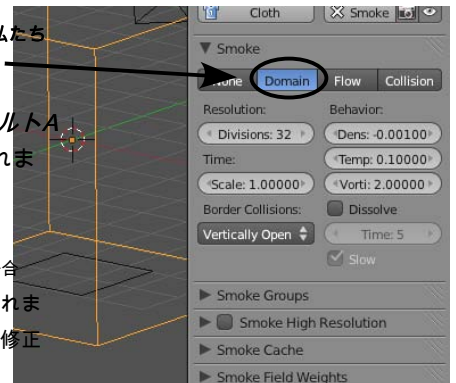 私たち
ルトA
れま
合
れま
修正
Cloth
Smoke
Smoke
None Domain Flow Collision
Resolution: Behavior:
Divisions: 32 Dens: -0.00100
Time: Temp: 0.10000
Scale: 1.00000 Vorti: 2.00000
Border Collisions: Dissolve
Vertically Open Time: 5
Slow
Smoke Groups
Smoke High Resolution
Smoke Cache
Smoke Field Weights